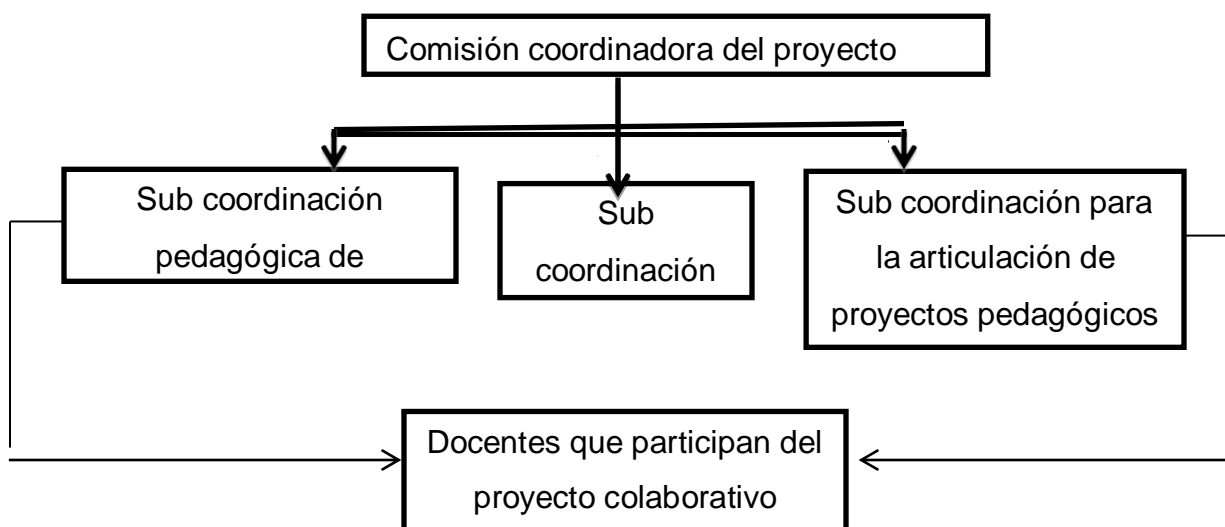 Comisión coordinadora del proyecto
Sub coordinación
pedagógica de
Sub
coordinación
Sub coordinación para
la articulación de
proyectos pedagógicos
Docentes que participan del
proyecto colaborativo